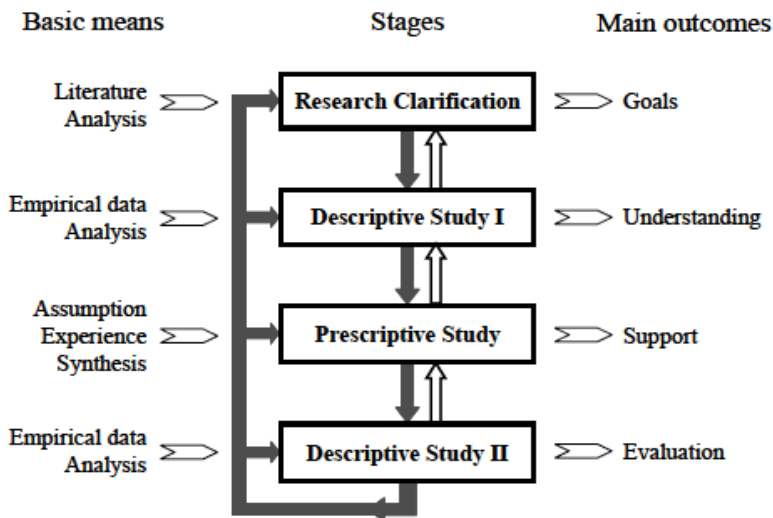 Basic means
Stages
Main outcomes
Literature
Analysis
Research Clarification
Goals
Empirical data
Analysis
Descriptive Study I
Understanding
Assumption
Experience
Synthesis
Prescriptive Study
Support
Empirical data
Analysis
Descriptive Study II
Evaluation